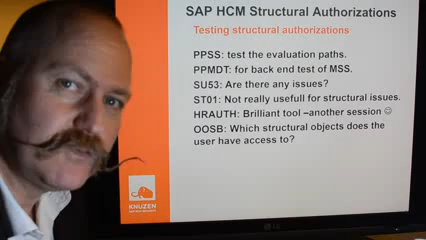 SAP HCM Structural Authorizations
Testing structural authorizations
PPSS: test the evaluation paths.
PPMDT: for back end test of MSS.
SU53: Are there any issues?
ST01: Not really usefull for structural issues.
HRAUTH: Brilliant tool –another session ☺
OOSB: Which structural objects does the
user have access to?
KNUZEN
LG